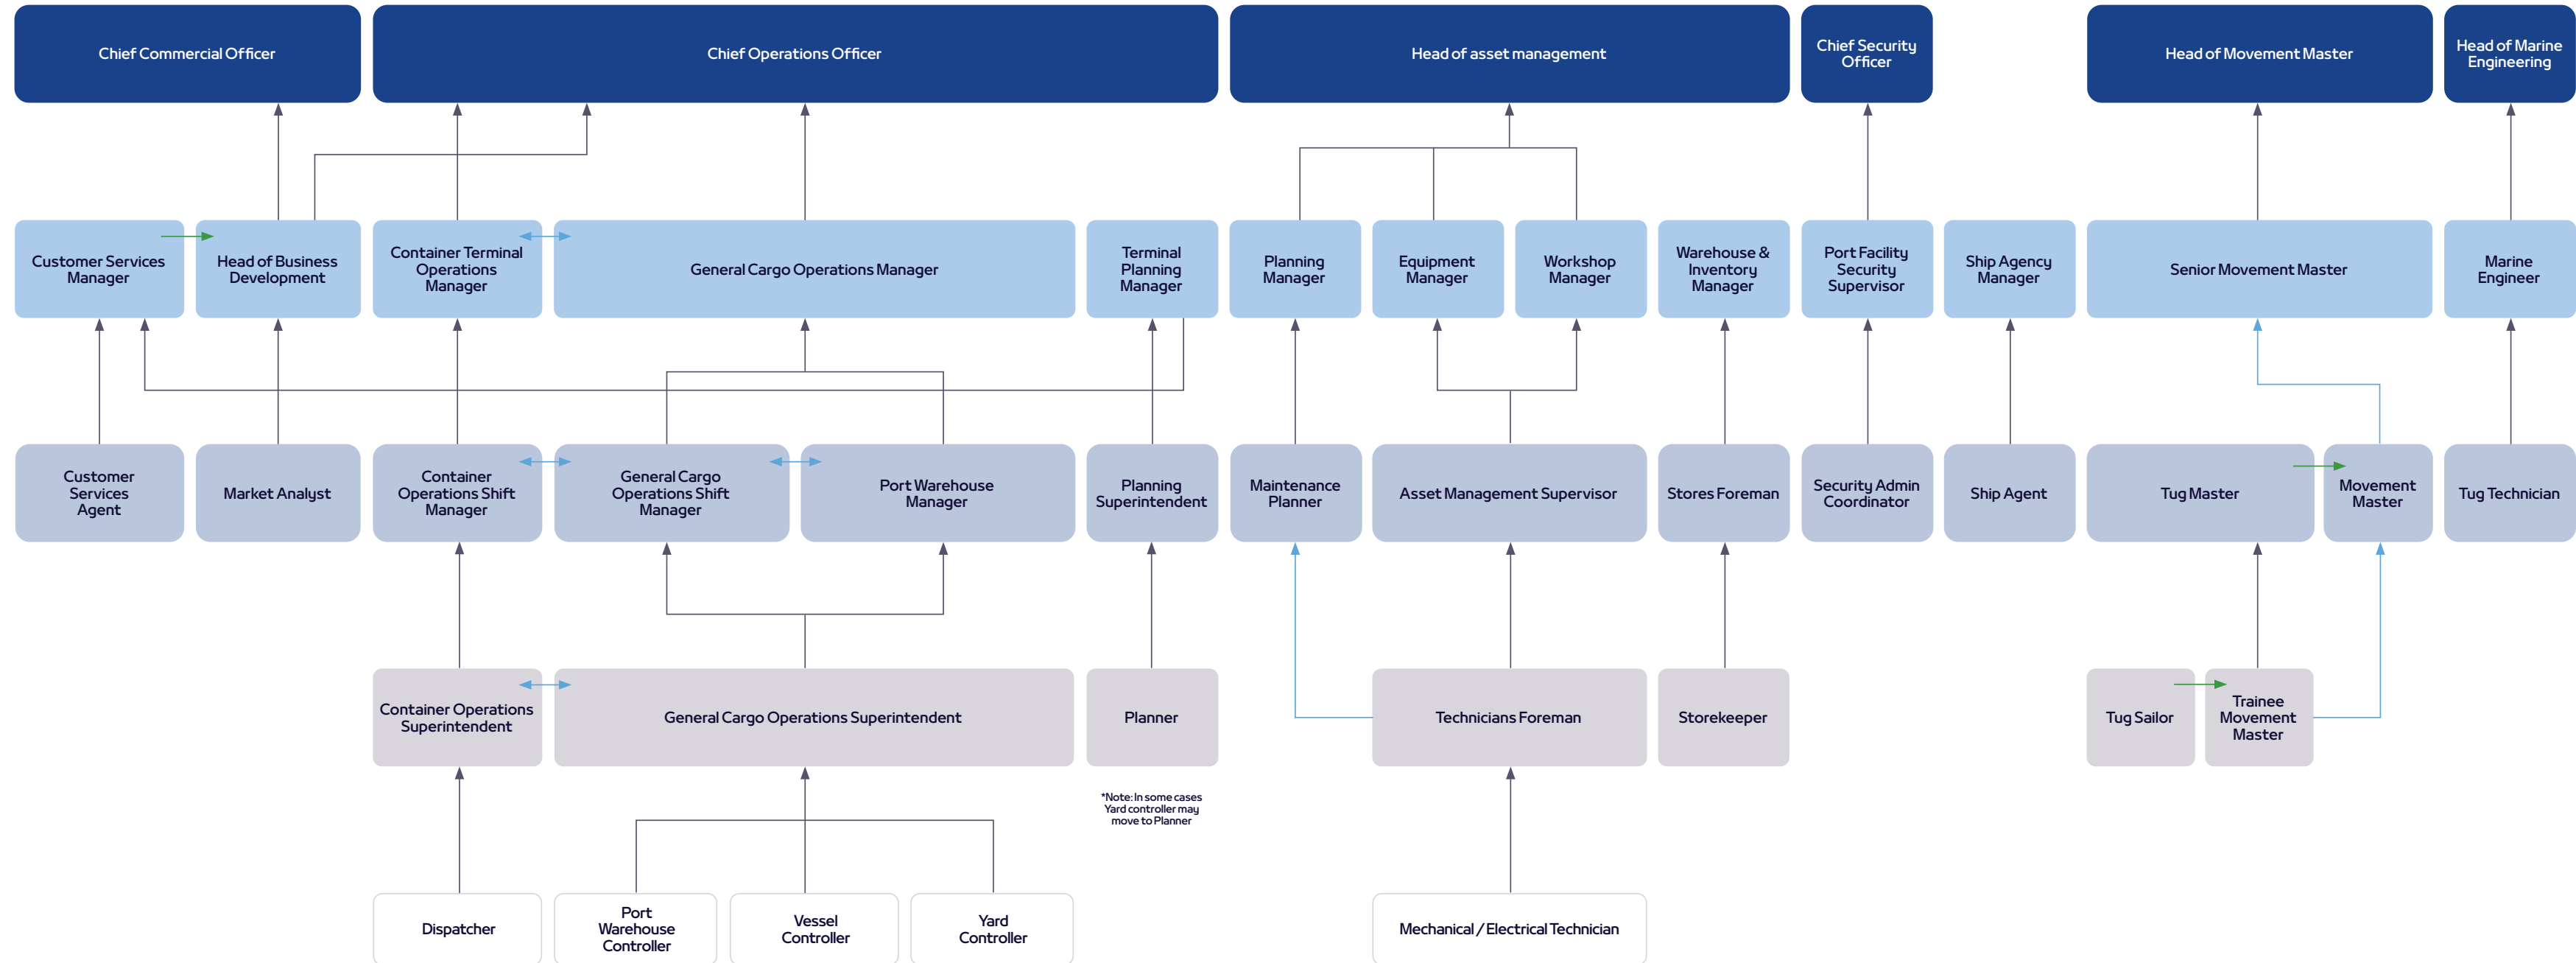 Chief Commercial Officer
Chief Operations Officer
Head of asset management
Chief Security
Officer
Head of Movement Master
Head of Marine
Engineering
Customer Services
Manager
Head of Business
Development
Container Terminal
Operations
Manager
General Cargo Operations Manager
Terminal
Planning
Manager
Planning
Manager
Equipment
Manager
Workshop
Manager
Warehouse &
Inventory
Manager
Port Facility
Security
Supervisor
Ship Agency
Manager
Senior Movement Master
Marine
Engineer
Customer
Services
Agent
Market Analyst
Container
Operations Shift
Manager
General Cargo
Operations Shift
Manager
Port Warehouse
Manager
Planning
Superintendent
Maintenance
Planner
Asset Management Supervisor
Stores Foreman
Security Admin
Coordinator
Ship Agent
Tug Master
Movement
Master
Tug Technician
Container Operations
Superintendent
General Cargo Operations Superintendent
Planner
Technicians Foreman
Storekeeper
Tug Sailor
Trainee
Movement
Master
*Note: In some cases
Yard controller may
move to Planner
Dispatcher
Port
Warehouse
Controller
Vessel
Controller
Yard
Controller
Mechanical / Electrical Technician